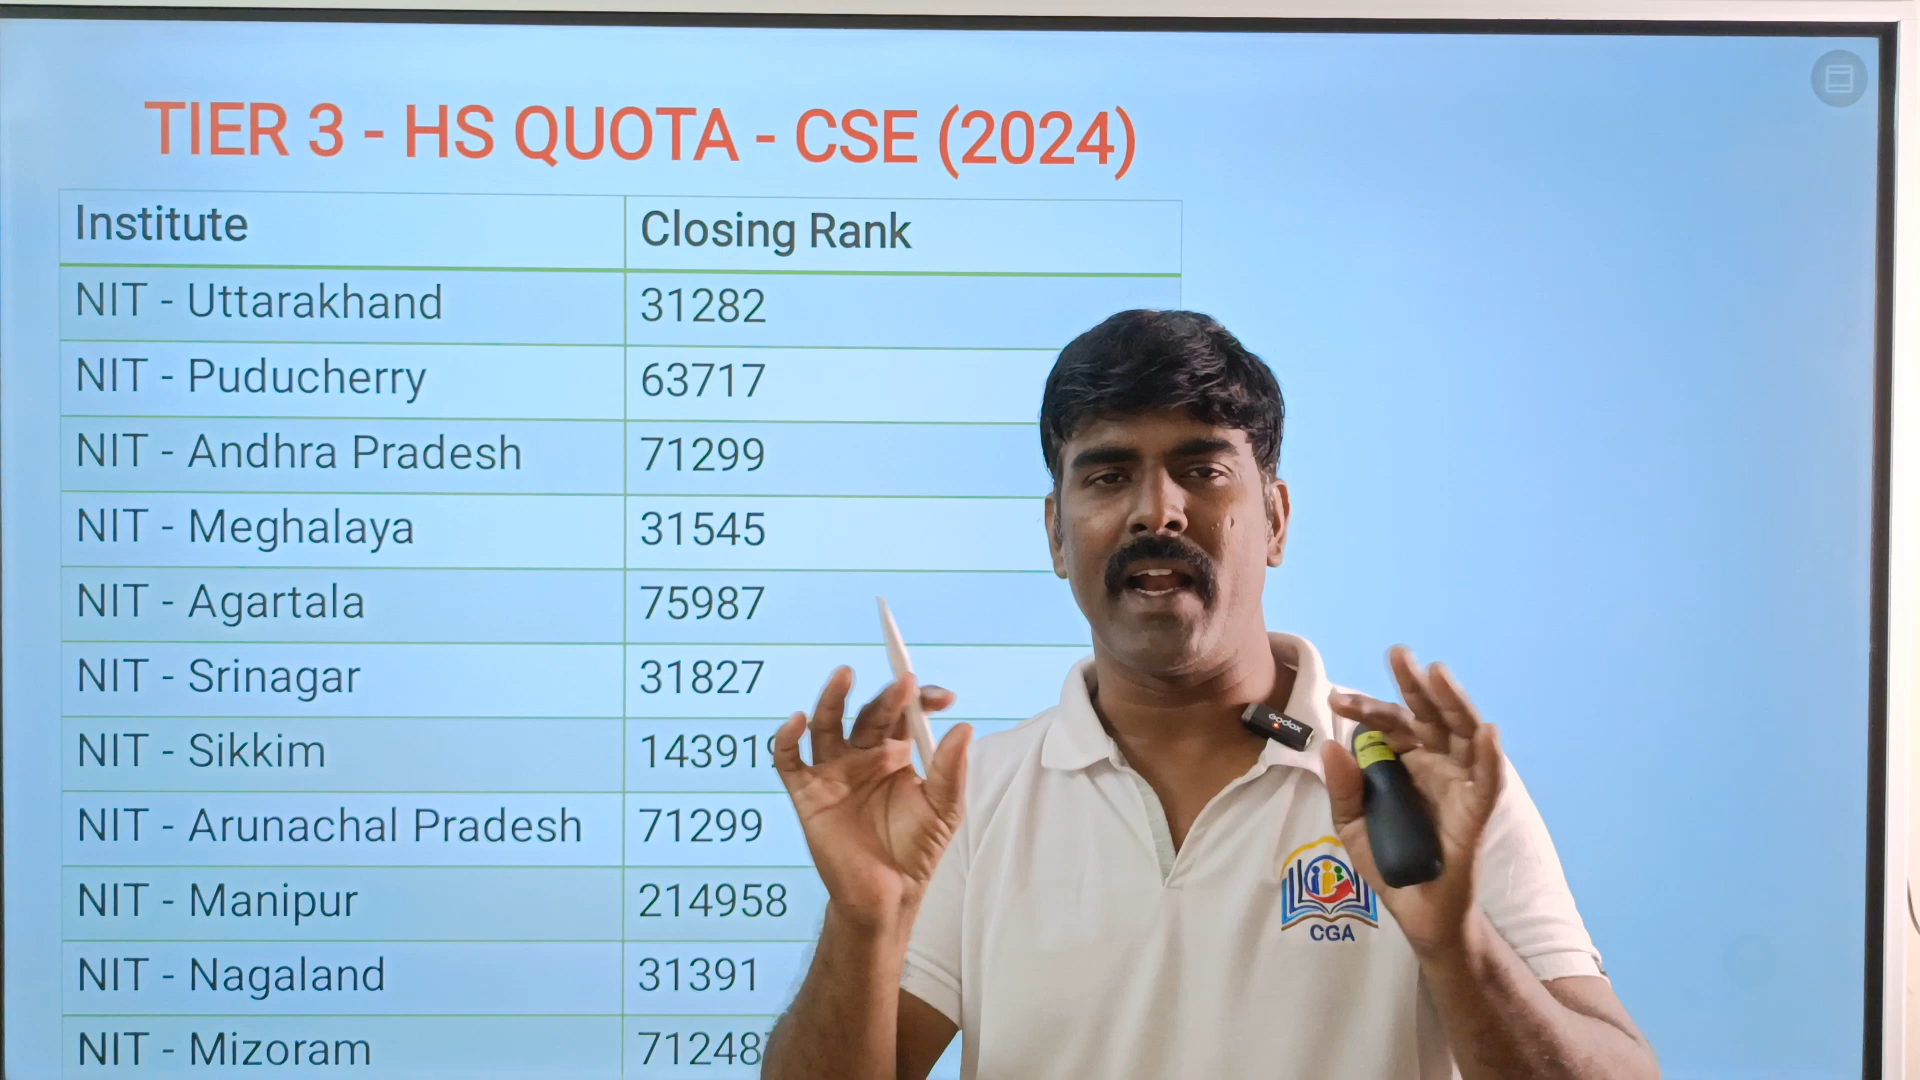 TIER 3 - HS QUOTA - CSE (2024)
Institute Closing Rank
NIT - Uttarakhand 31282
NIT - Puducherry 63717
NIT - Andhra Pradesh 71299
NIT - Meghalaya 31545
NIT - Agartala 75987
NIT - Srinagar 31827
NIT - Sikkim
NIT - Arunachal Pradesh 71299
NIT - Manipur 214958
NIT - Nagaland 31391
NIT - Mizoram
Godox
CGA